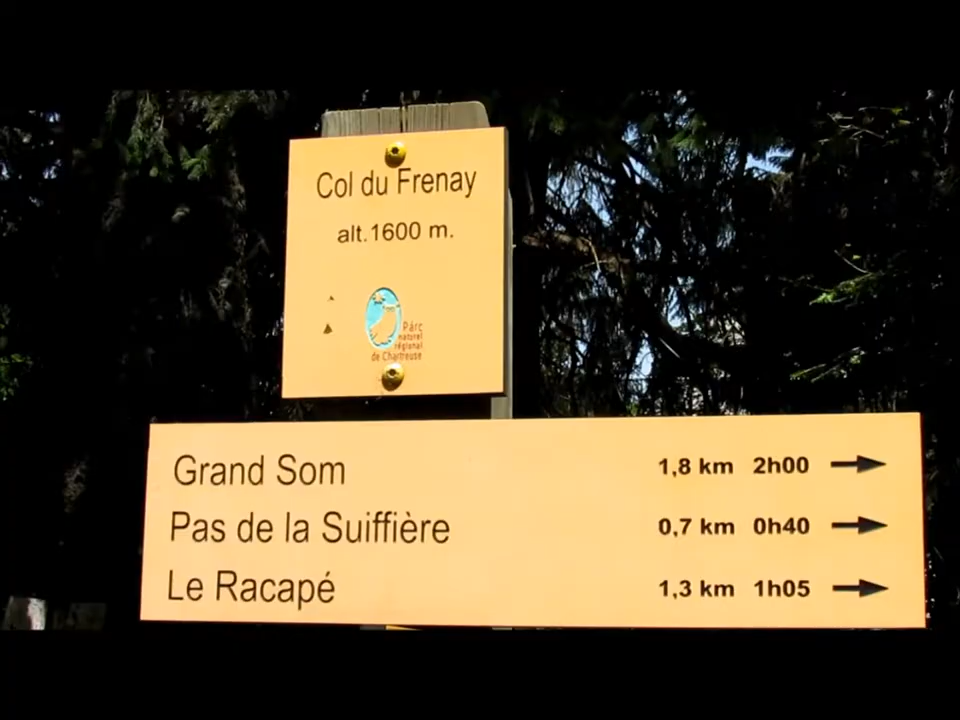 Col du Frenay
alt.1600 m.
Parc
naturel
régional
de Chartreuse
Grand Som 1,8 km 2h00
Pas de la Suiffière 0,7 km 0h40
Le Racapé 1,3 km 1h05